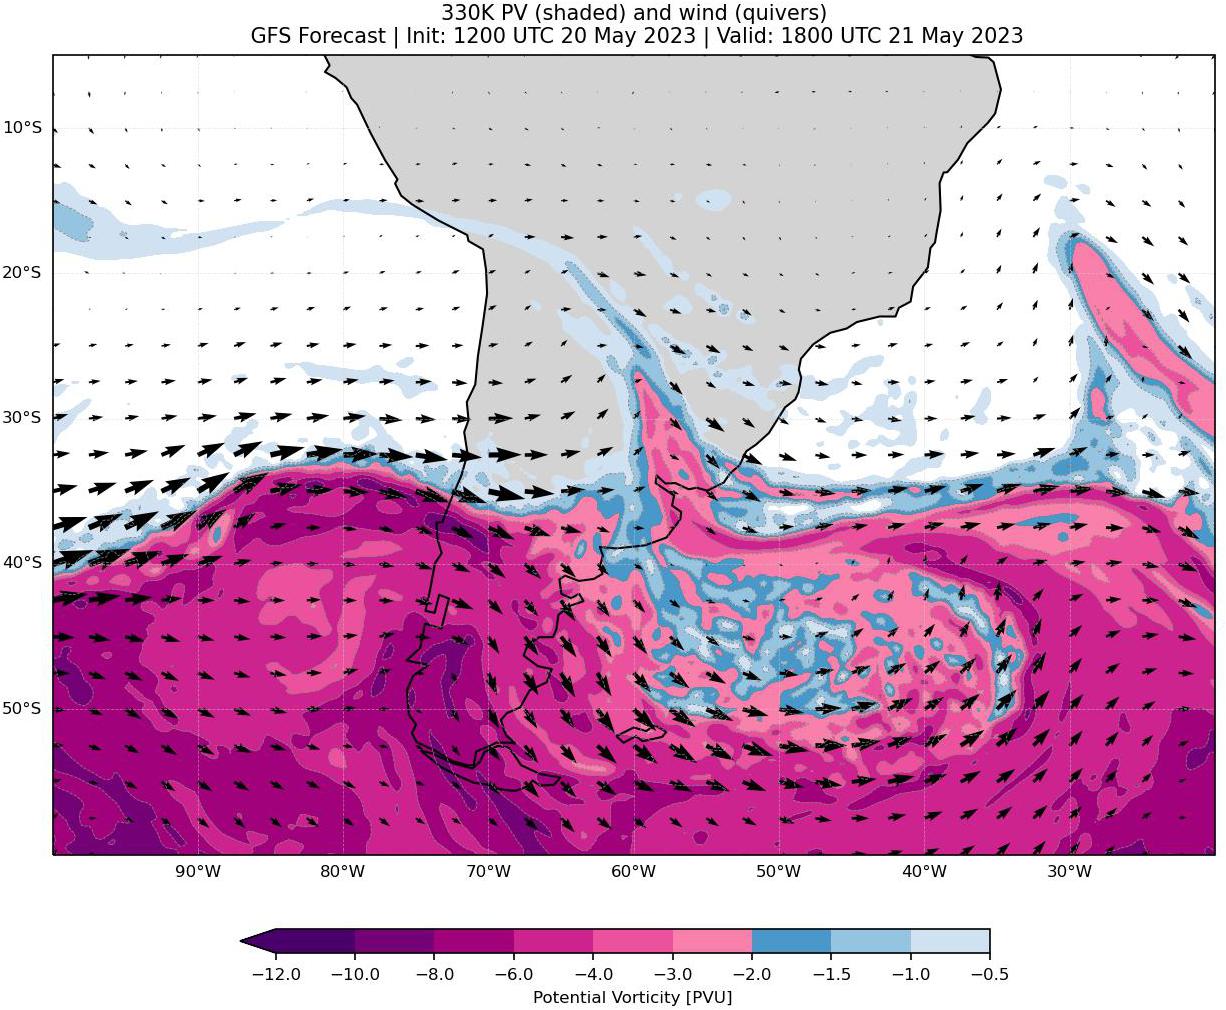 330K PV (shaded) and wind (quivers)
GFS Forecast | Init: 1200 UTC 20 May 2023 | Valid: 1800 UTC 21 May 2023
10°S
20°S
30°S
40°S
50°S
90°W 80°W 70°W 60°W 50°W 40°W 30°W
−12.0 −10.0 −8.0 −6.0 −4.0 −3.0 −2.0 −1.5 −1.0 −0.5
Potential Vorticity [PVU]